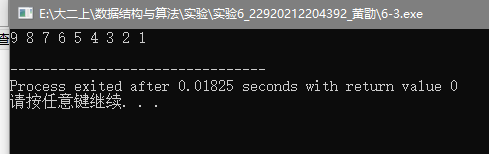 E:\大二上\数据结构与算法\实验\实验6_22920212204392_黄勖\6-3.exe
9 8 7 6 5 4 3 2 1
--------------------------------
Process exited after 0.01825 seconds with return value 0
请按任意键继续. . .